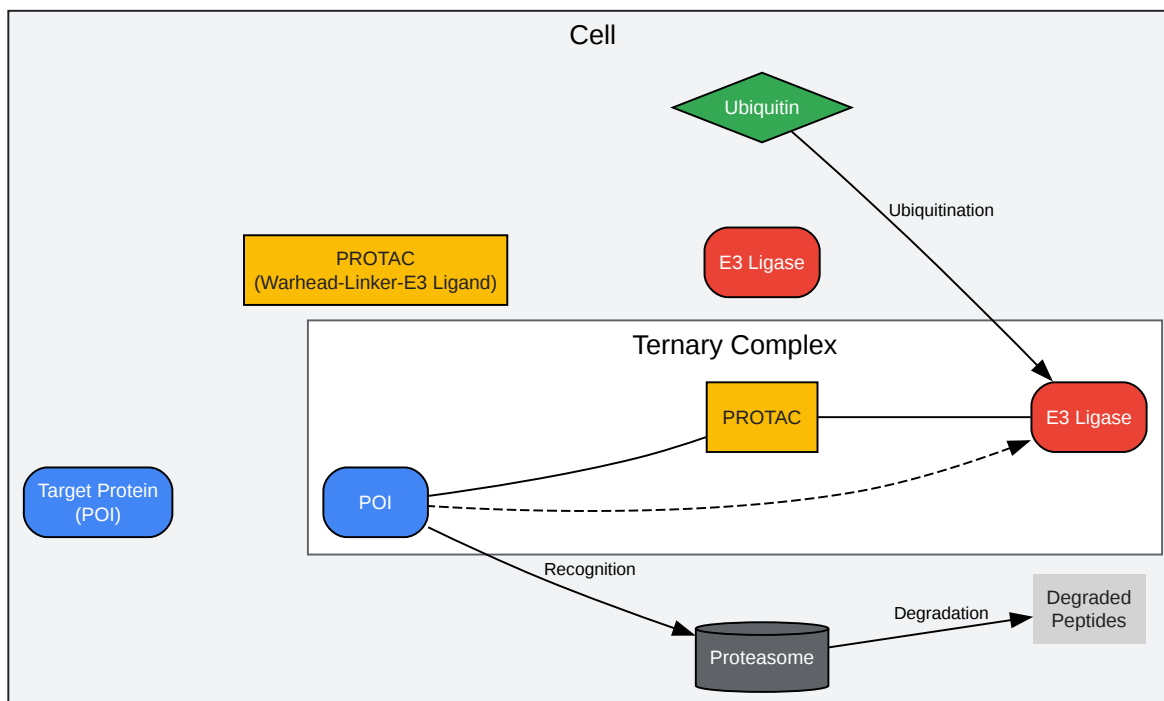 Cell
Ubiquitin
Ubiquitination
PROTAC
(Warhead-Linker-E3 Ligand)
E3 Ligase
Ternary Complex
PROTAC
E3 Ligase
Target Protein
(POI)
POI
Recognition
Degradation
Degraded
Peptides
Proteasome